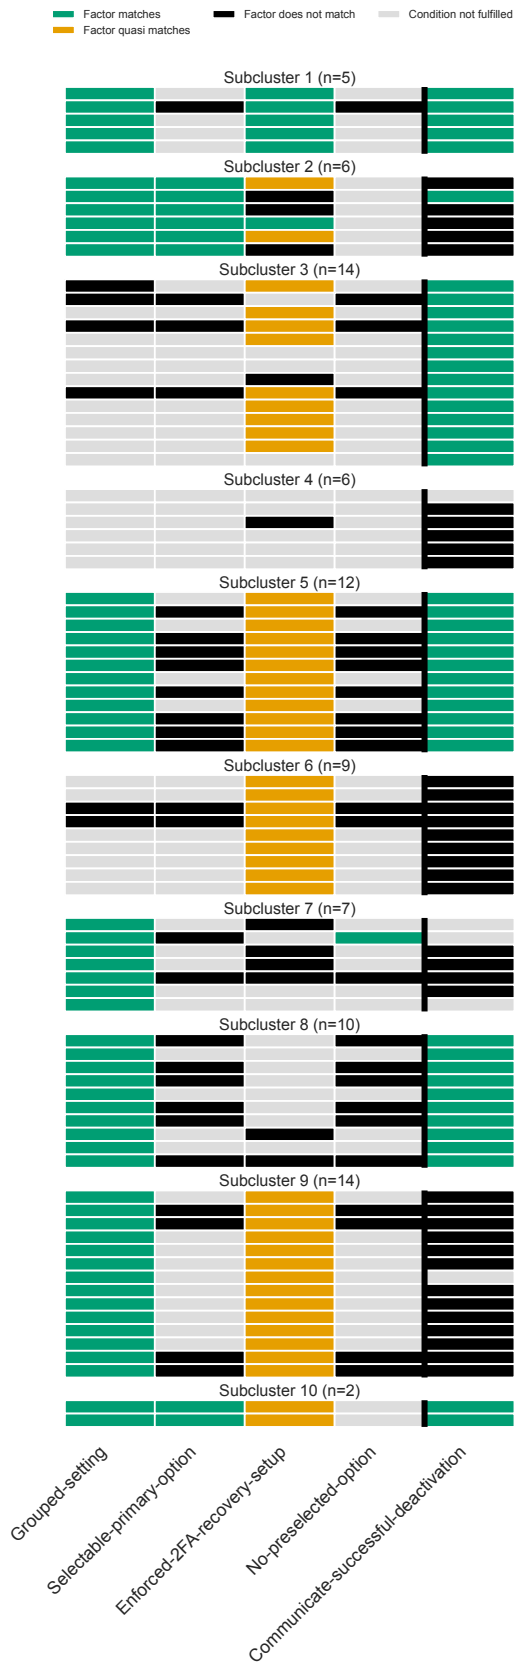 Factor matches
Factor does not match
Condition not fulfilled
Factor quasi matches
Subcluster 1 (n=5)
Subcluster 2 (n=6)
Subcluster 3 (n=14)
Subcluster 4 (n=6)
Subcluster 5 (n=12)
Subcluster 6 (n=9)
Subcluster 7 (n=7)
Subcluster 8 (n=10)
Subcluster 9 (n=14)
Subcluster 10 (n=2)
Grouped-setting
Selectable-primary-option
Enforced-2FA-recovery-setup
No-preselected-option
Communicate-successful-deactivation